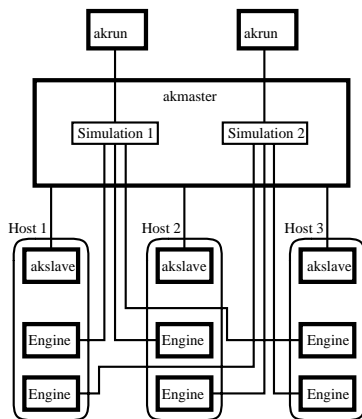 akrun akrun
akmaster
Simulation 1 Simulation 2
Host 1 Host 2 Host 3
akslave akslave akslave
Engine Engine Engine
Engine Engine Engine